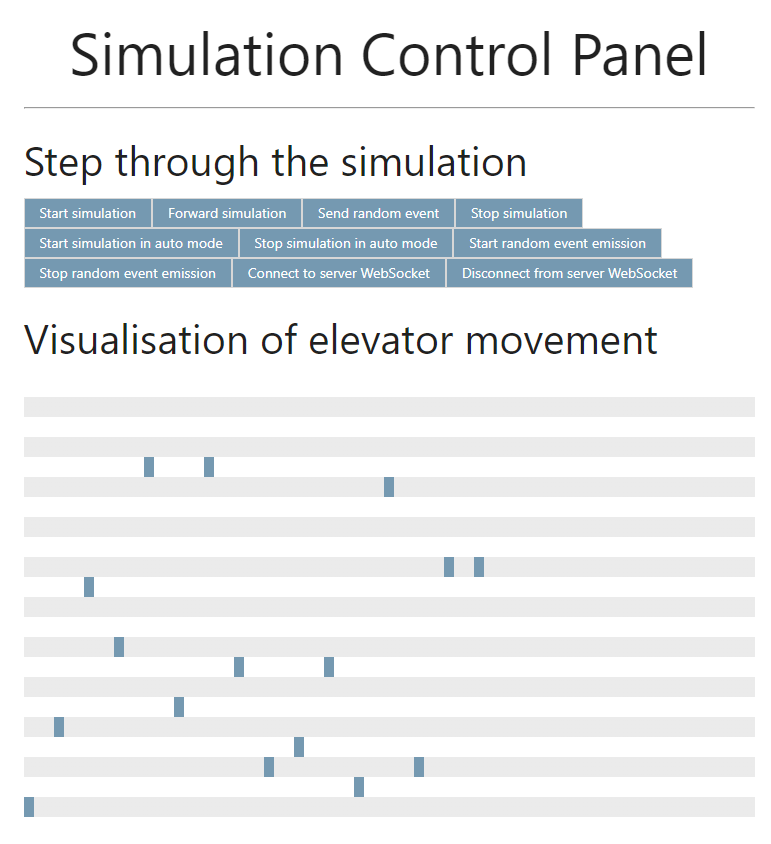 Simulation Control Panel
Step through the simulation
Start simulation Forward simulation Send random event Stop simulation
Start simulation in auto mode Stop simulation in auto mode Start random event emission
Stop random event emission Connect to server WebSocket Disconnect from server WebSocket
Visualisation of elevator movement